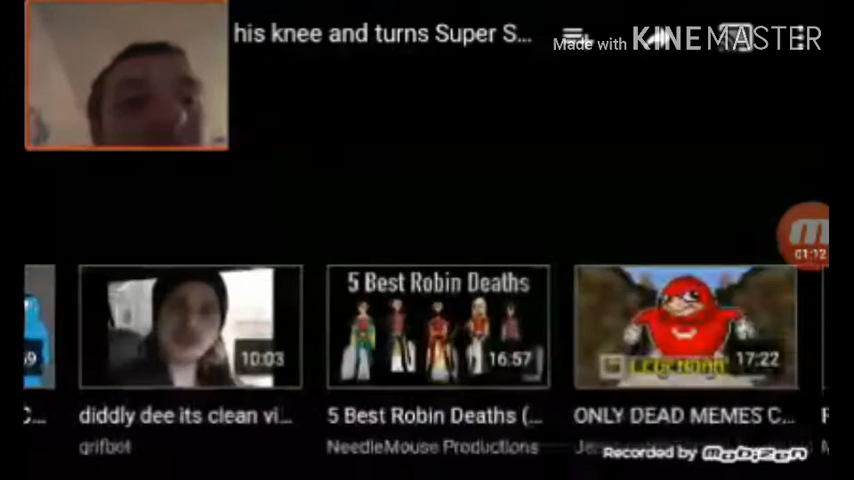 his knee and turns Super S...
Made with KINEMASTER
01:12
5 Best Robin Deaths
10:03
16:57
17:22
diddly dee its clean vi...
5 Best Robin Deaths (...
ONLY DEAD MEMES C...
grifbot
NeedleMouse Productions
Recorded by Mobizen